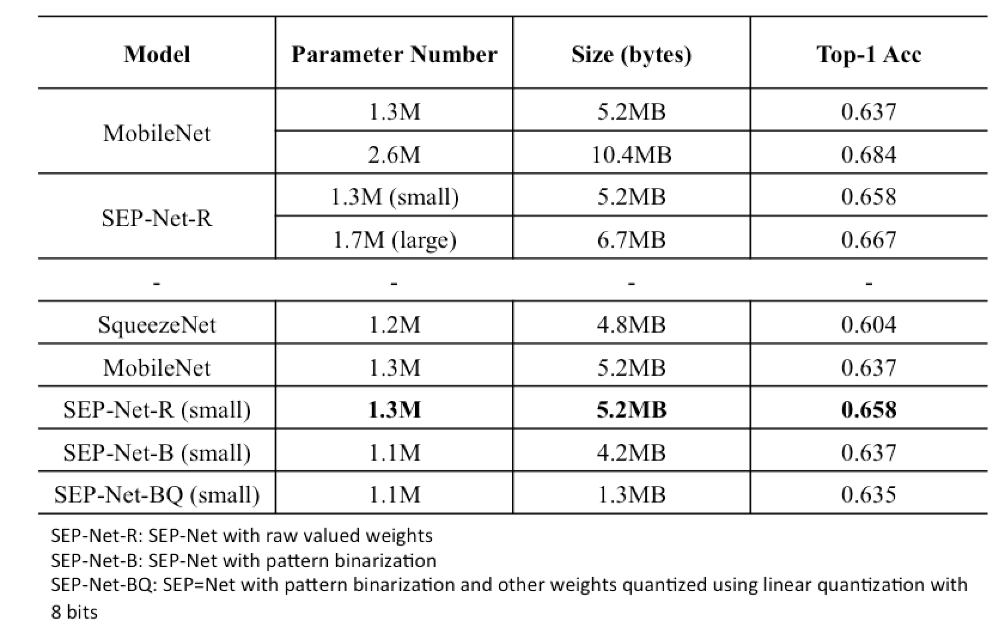 Model Parameter Number Size (bytes) Top-1 Acc
MobileNet 1.3M 5.2MB 0.637
2.6M 10.4MB 0.684
SEP-Net-R 1.3M (small) 5.2MB 0.658
1.7M (large) 6.7MB 0.667
- - - -
SqueezeNet 1.2M 4.8MB 0.604
MobileNet 1.3M 5.2MB 0.637
SEP-Net-R (small) 1.3M 5.2MB 0.658
SEP-Net-B (small) 1.1M 4.2MB 0.637
SEP-Net-BQ (small) 1.1M 1.3MB 0.635
SEP-Net-R: SEP-Net with raw valued weights
SEP-Net-B: SEP-Net with pattern binarization
SEP-Net-BQ: SEP=Net with pattern binarization and other weights quantized using linear quantization with
8 bits